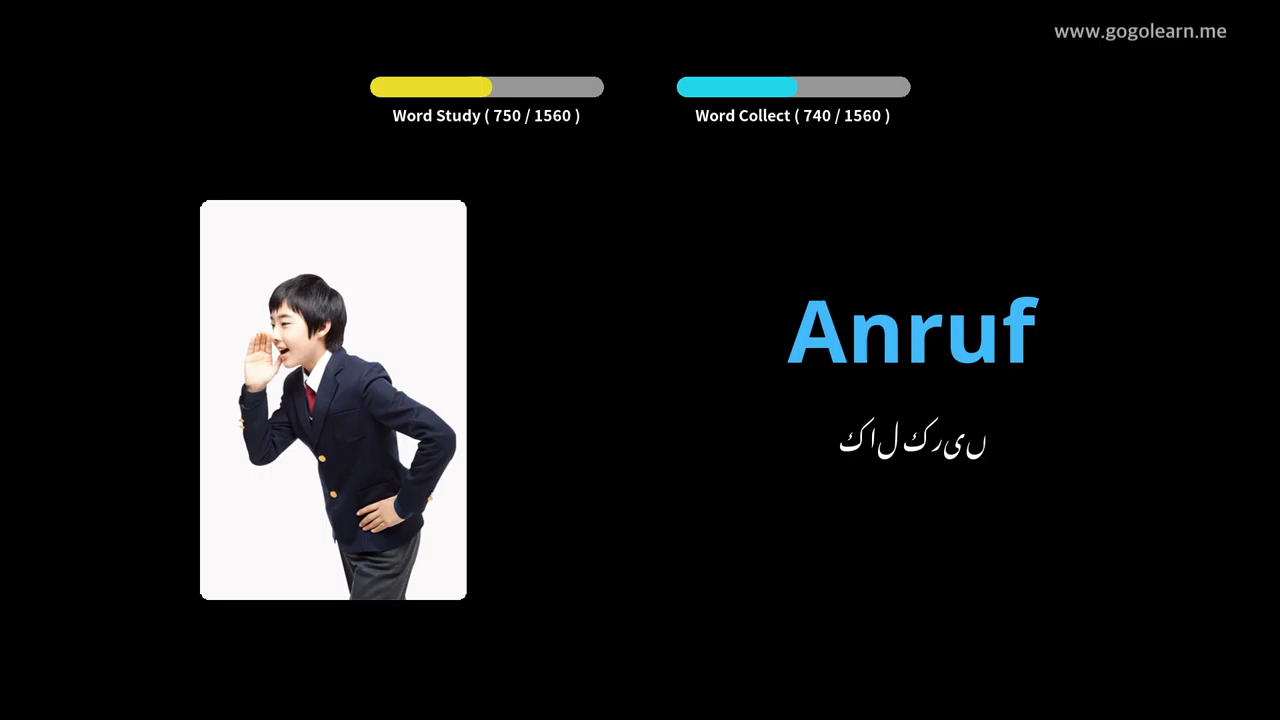 www.gogolearn.me
Word Study ( 750 / 1560 )
Word Collect ( 740 / 1560 )
Anruf
کال کریں